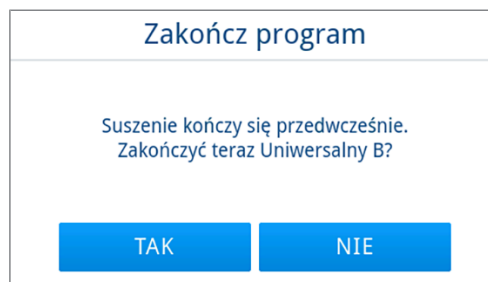 Zakończ program
Suszenie kończy się przedwcześnie.
Zakończyć teraz Uniwersalny B?
TAK
NIE